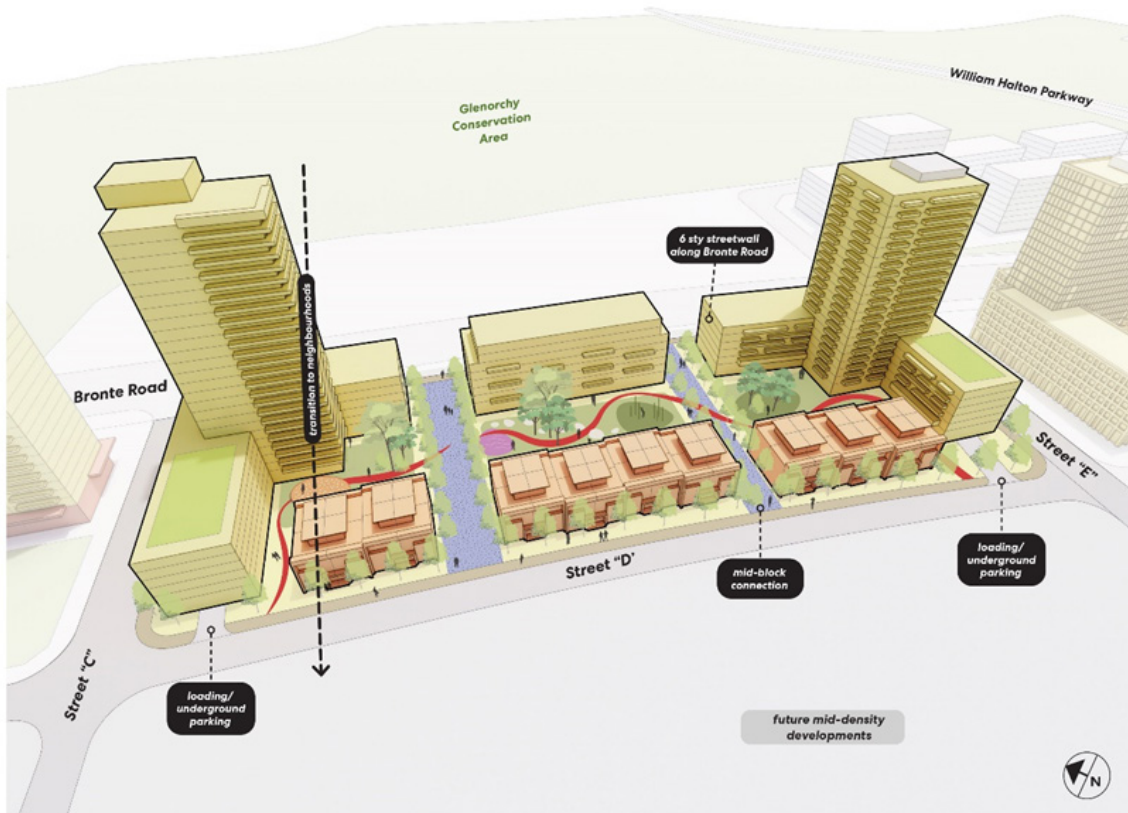 William Halton Parkway
Glenorchy
Conservation
Area
6 sty streetwall
along Bronte Road
transition to neighbourhoods
Bronte Road
Street "E"
Street "D'
mid-block
connection
loading/
underground
parking
Street "C"
loading/
underground
parking
future mid-density
developments
N